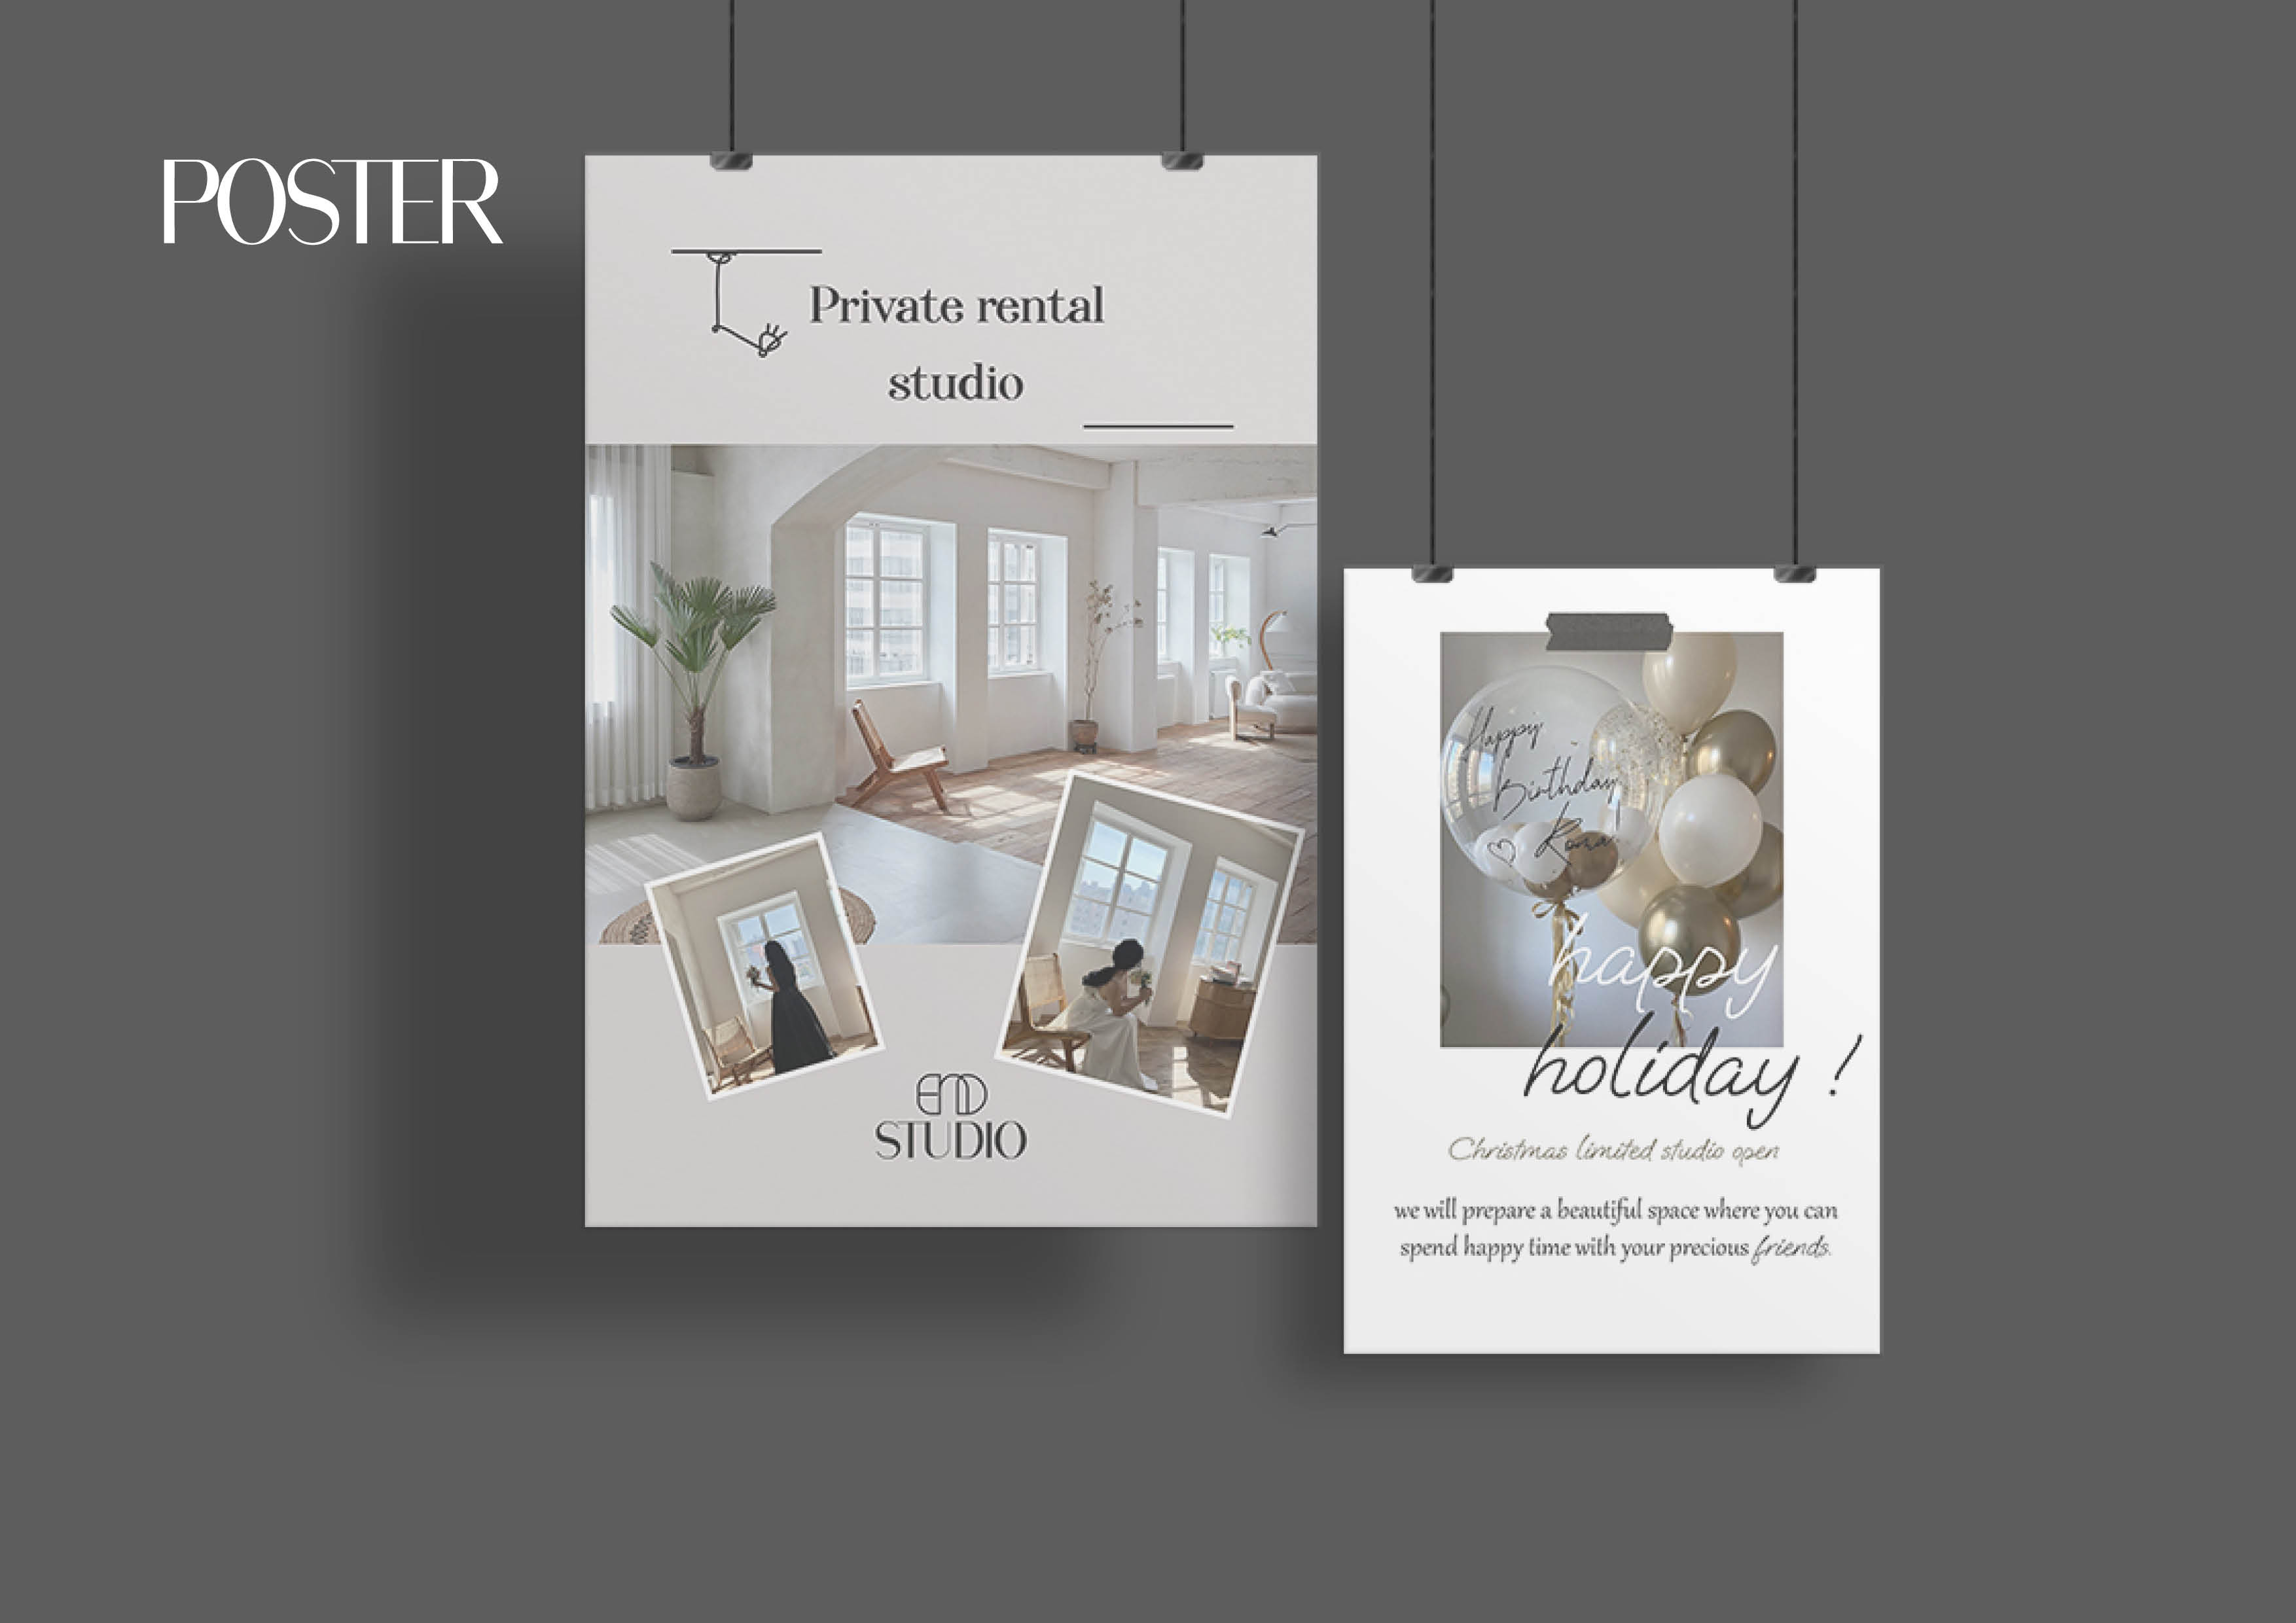 POSTER
Private rental
studio
END
STUDIO
Happy
Birthday
Rona!
happy
holiday !
Christmas limited studio open
we will prepare a beautiful space where you can
spend happy time with your precious friends.